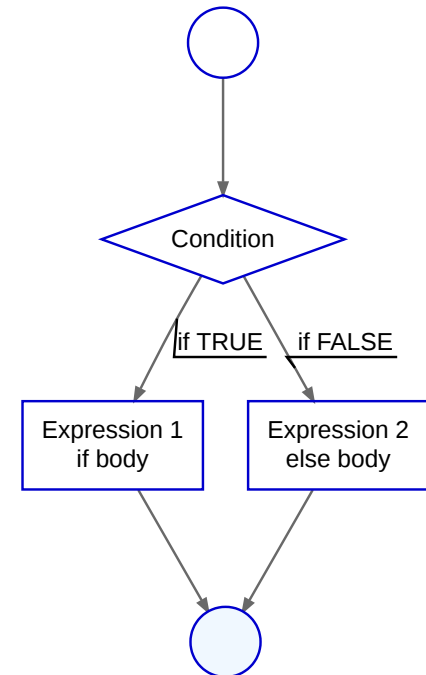 Condition
if TRUE
if FALSE
Expression 1
if body
Expression 2
else body